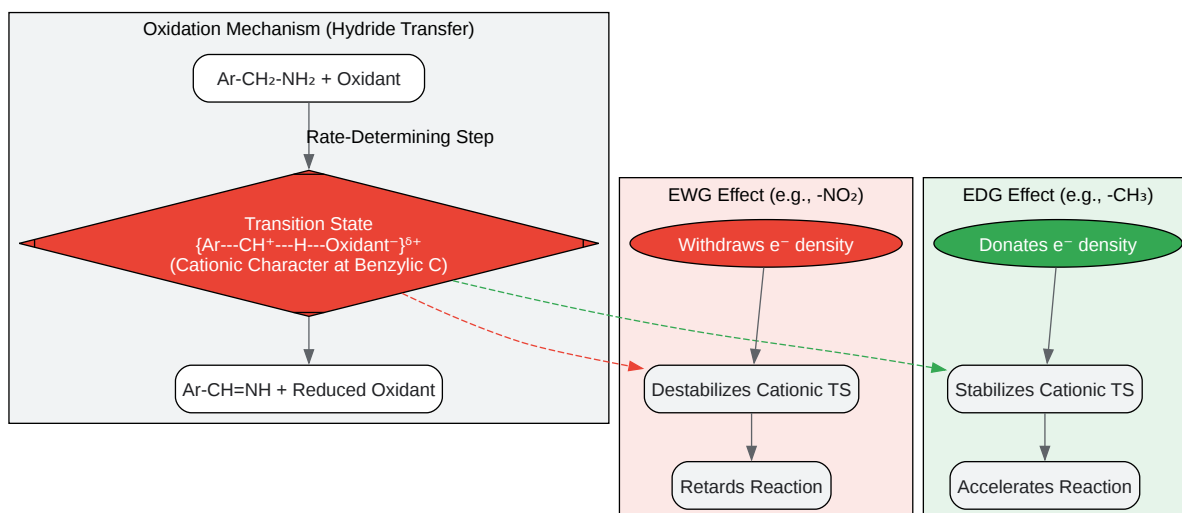 Oxidation Mechanism (Hydride Transfer)
Ar-CH₂-NH₂ + Oxidant
Rate-Determining Step
Transition State
{Ar---CH⁺---H---Oxidant⁻}ᵟ⁺
(Cationic Character at Benzylic C)
Ar-CH=NH + Reduced Oxidant
EWG Effect (e.g., -NO₂)
Withdraws e⁻ density
Destabilizes Cationic TS
Retards Reaction
EDG Effect (e.g., -CH₃)
Donates e⁻ density
Stabilizes Cationic TS
Accelerates Reaction